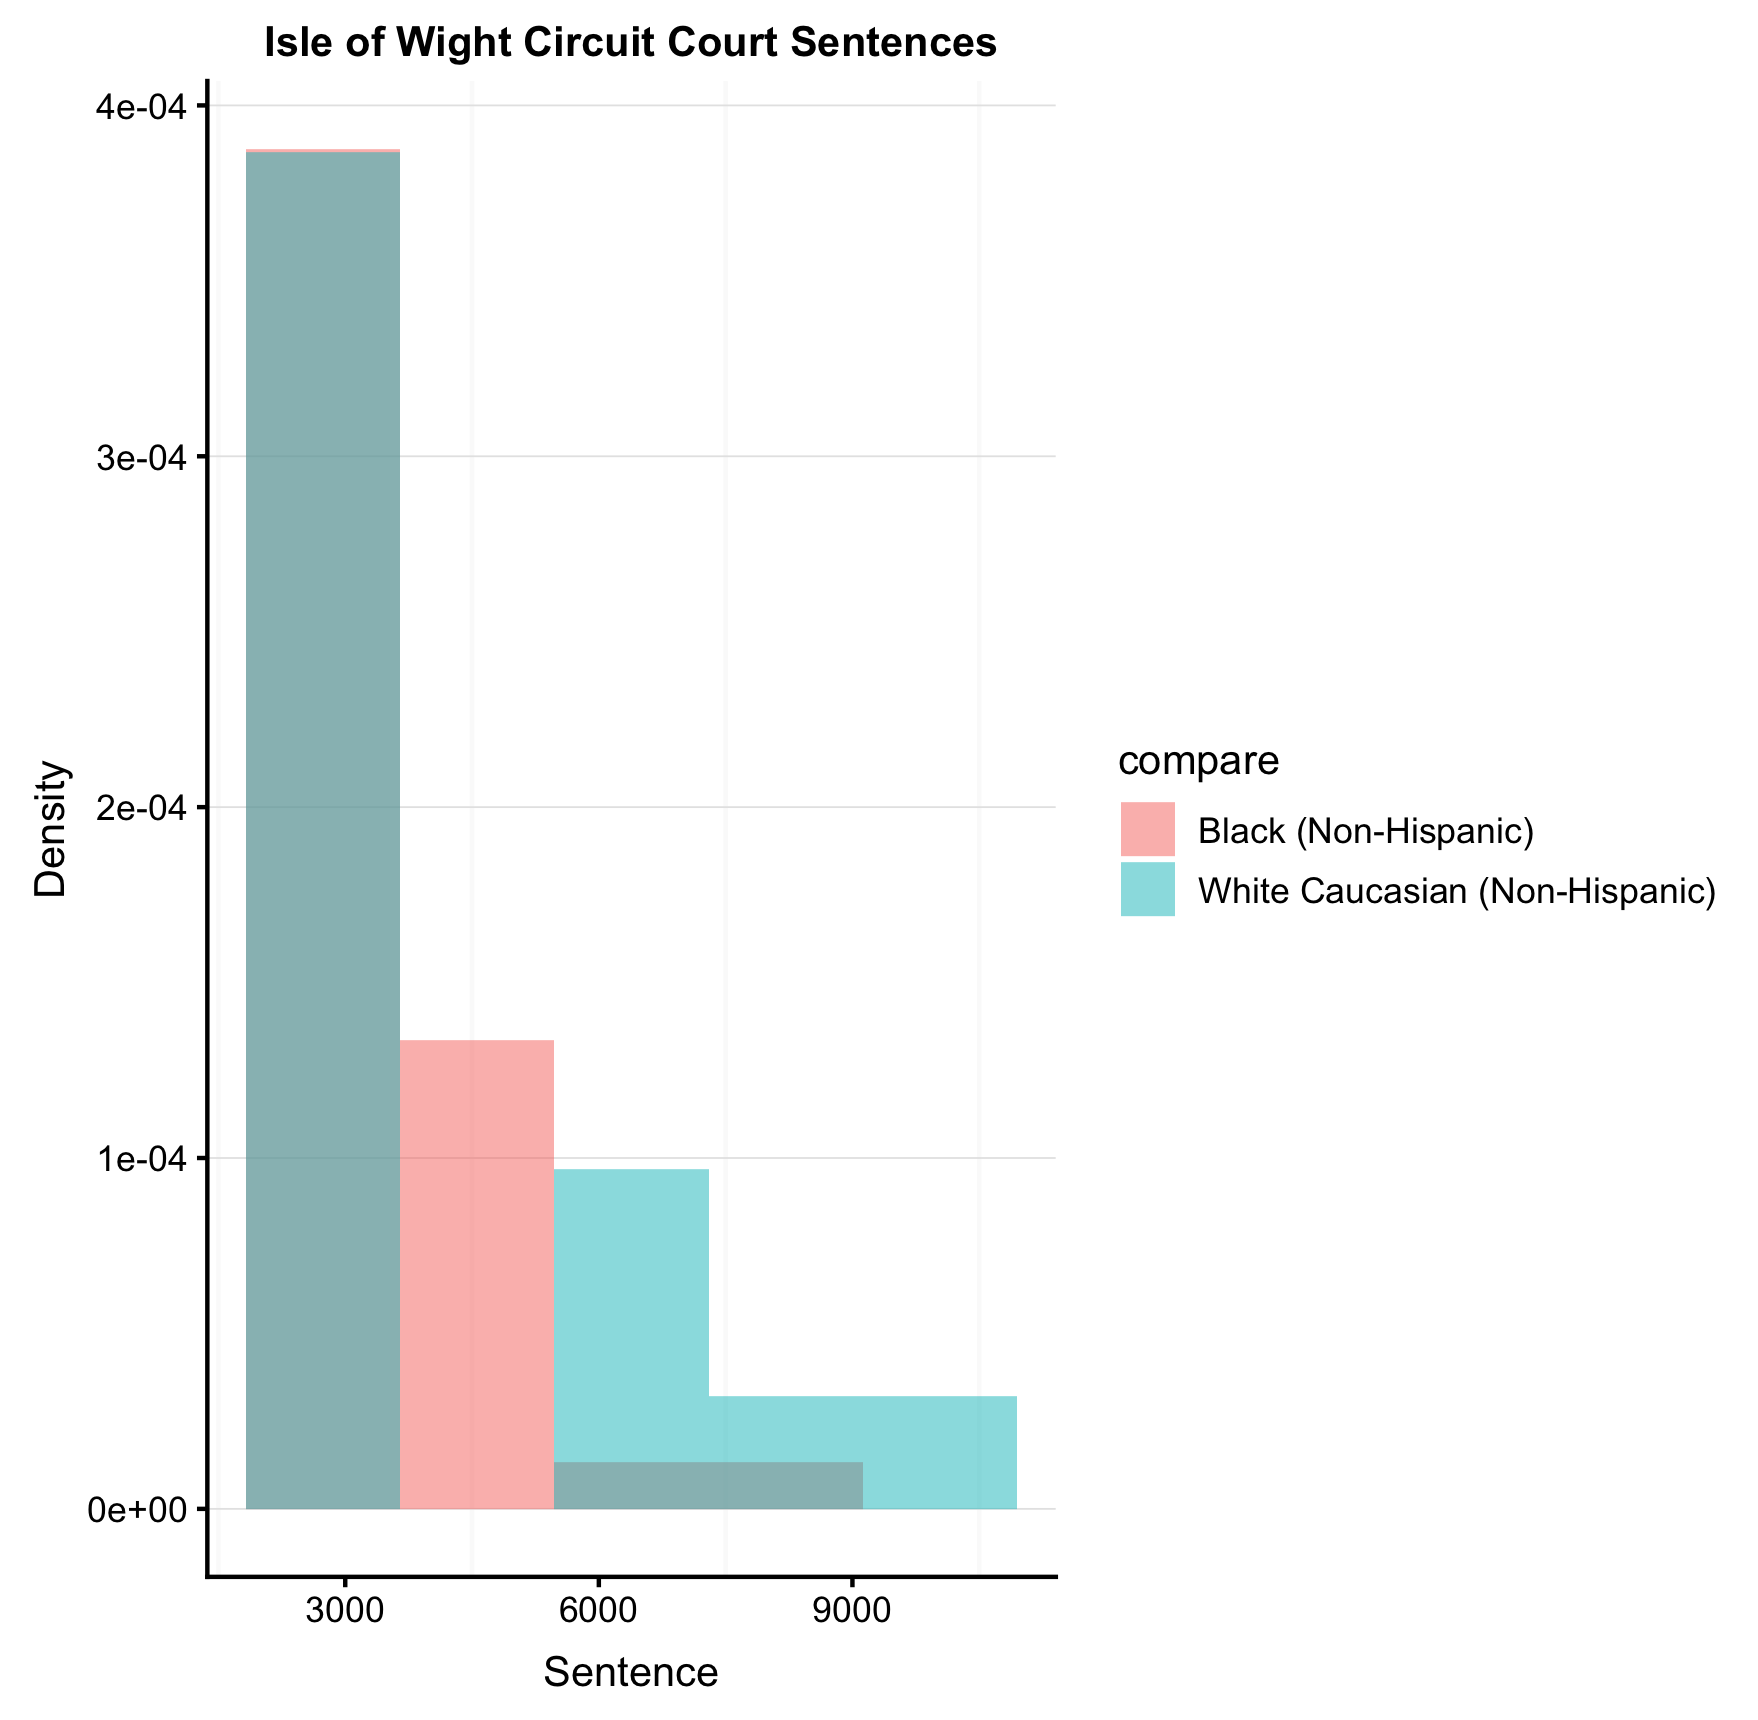 Isle of Wight Circuit Court Sentences
4e-04
3e-04
2e-04
1e-04
0e+00
Density
3000 6000 9000
Sentence
compare
Black (Non-Hispanic)
White Caucasian (Non-Hispanic)